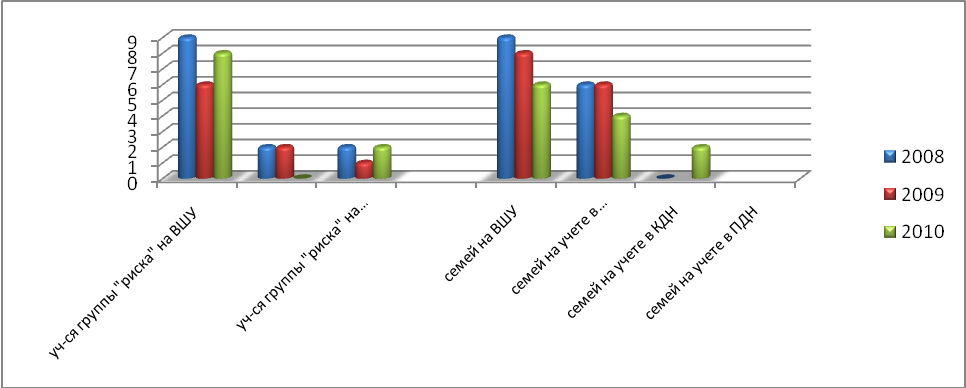 9
8
7
6
5
4
3
2
1
0
уч-ся группы "риска" на ВШУ
уч-ся группы "риска" на...
семей на ВШУ
семей на учете в...
семей на учете в КДН
семей на учете в ПДН
2008
2009
2010